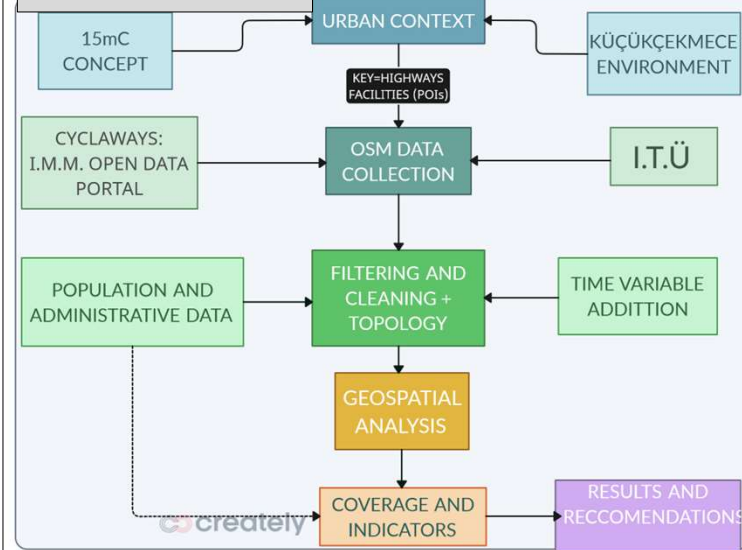 15mC
CONCEPT
URBAN CONTEXT
KÜÇÜKÇEKMECE
ENVIRONMENT
KEY=HIGHWAYS
FACILITIES (POIs)
CYCLAWAYS:
I.M.M. OPEN DATA
PORTAL
OSM DATA
COLLECTION
I.T.Ü
POPULATION AND
ADMINISTRATIVE DATA
FILTERING AND
CLEANING +
TOPOLOGY
TIME VARIABLE
ADDITTION
GEOSPATIAL
ANALYSIS
COVERAGE AND
INDICATORS
RESULTS AND
RECCOMENDATIONS
creately